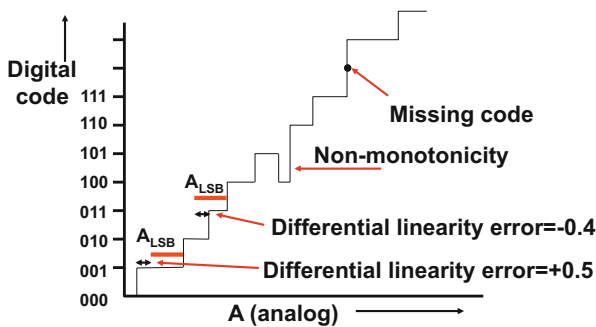 Digital
code
111
110
101
100
011
010
001
000
Missing code
Non-monotonicity
A_LSB
Differential linearity error=-0.4
A_LSB
Differential linearity error=+0.5
A (analog)